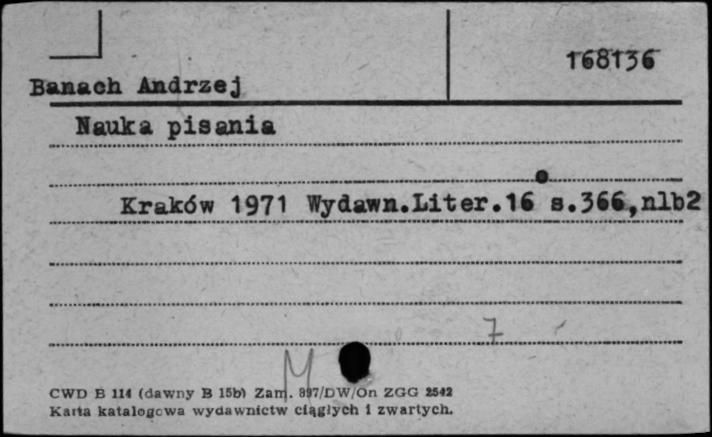 168136
Banach Andrzej
Nauka pisania
Kraków 1971 Wydawn.Liter.16° s.366,nlb2
7
M
CWD B 114 (dawny B 15b) Zam. 897/DW/On ZGG 2542
Karta katalogowa wydawnictw ciągłych i zwartych.